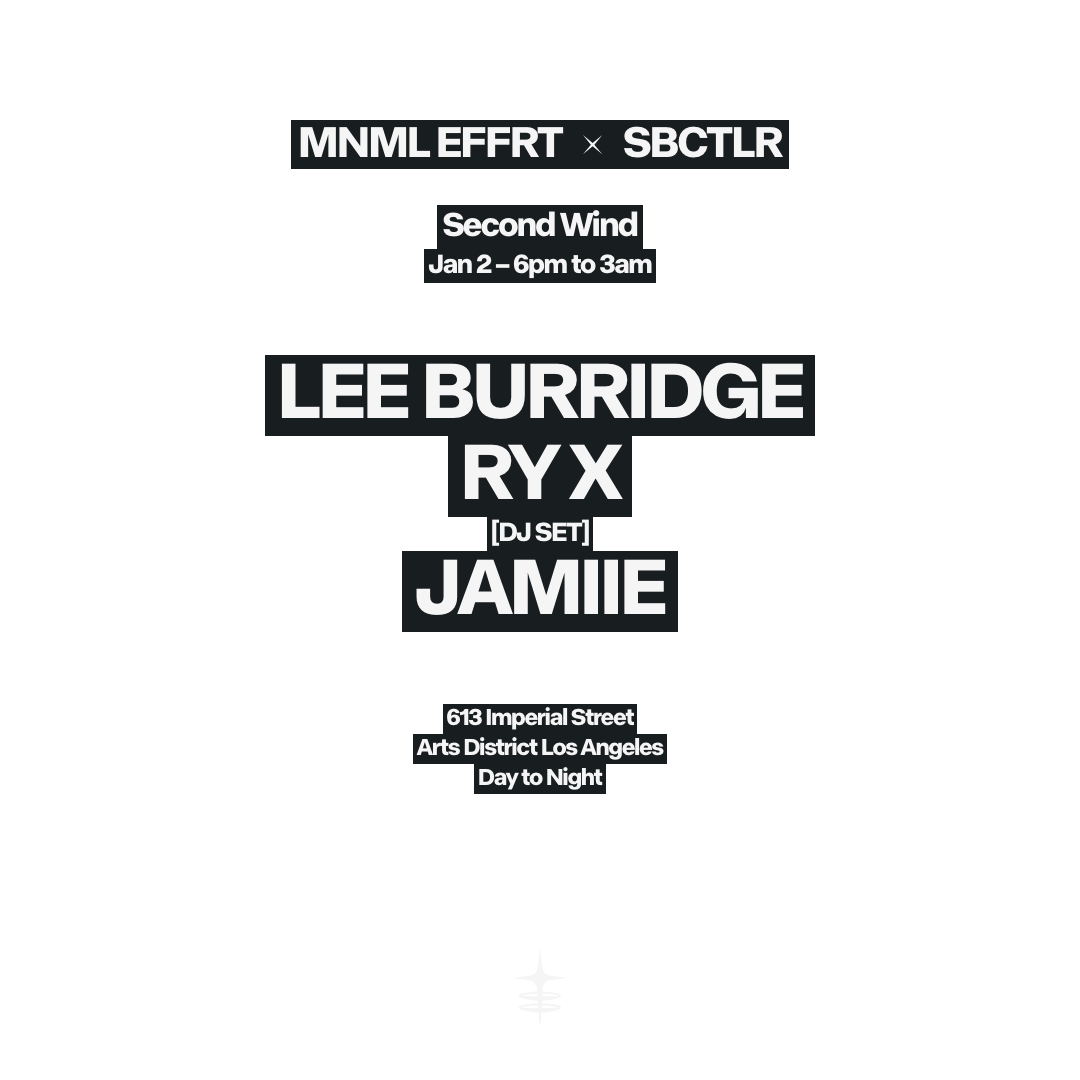 MNML EFFRT × SBCTLR
Second Wind
Jan 2 – 6pm to 3am
LEE BURRIDGE
RY X
[DJ SET]
JAMIIE
613 Imperial Street
Arts District Los Angeles
Day to Night